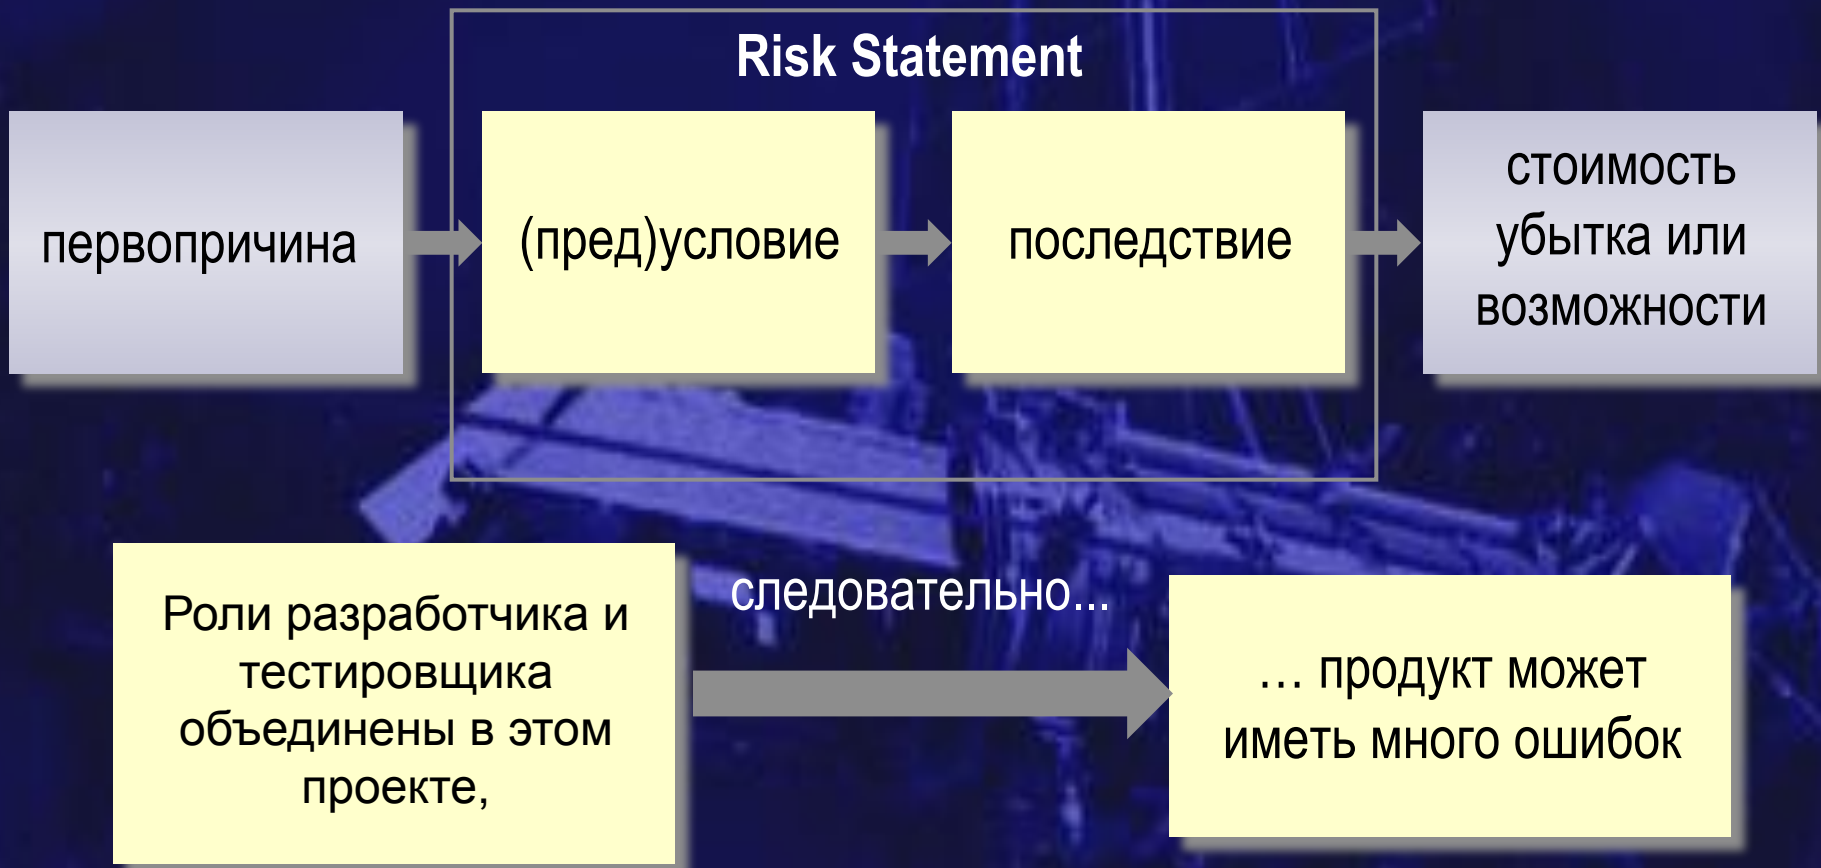 Risk Statement
первопричина
(пред)условие
последствие
стоимость
убытка или
возможности
Роли разработчика и
тестировщика
объединены в этом
проекте,
следовательно...
… продукт может
иметь много ошибок